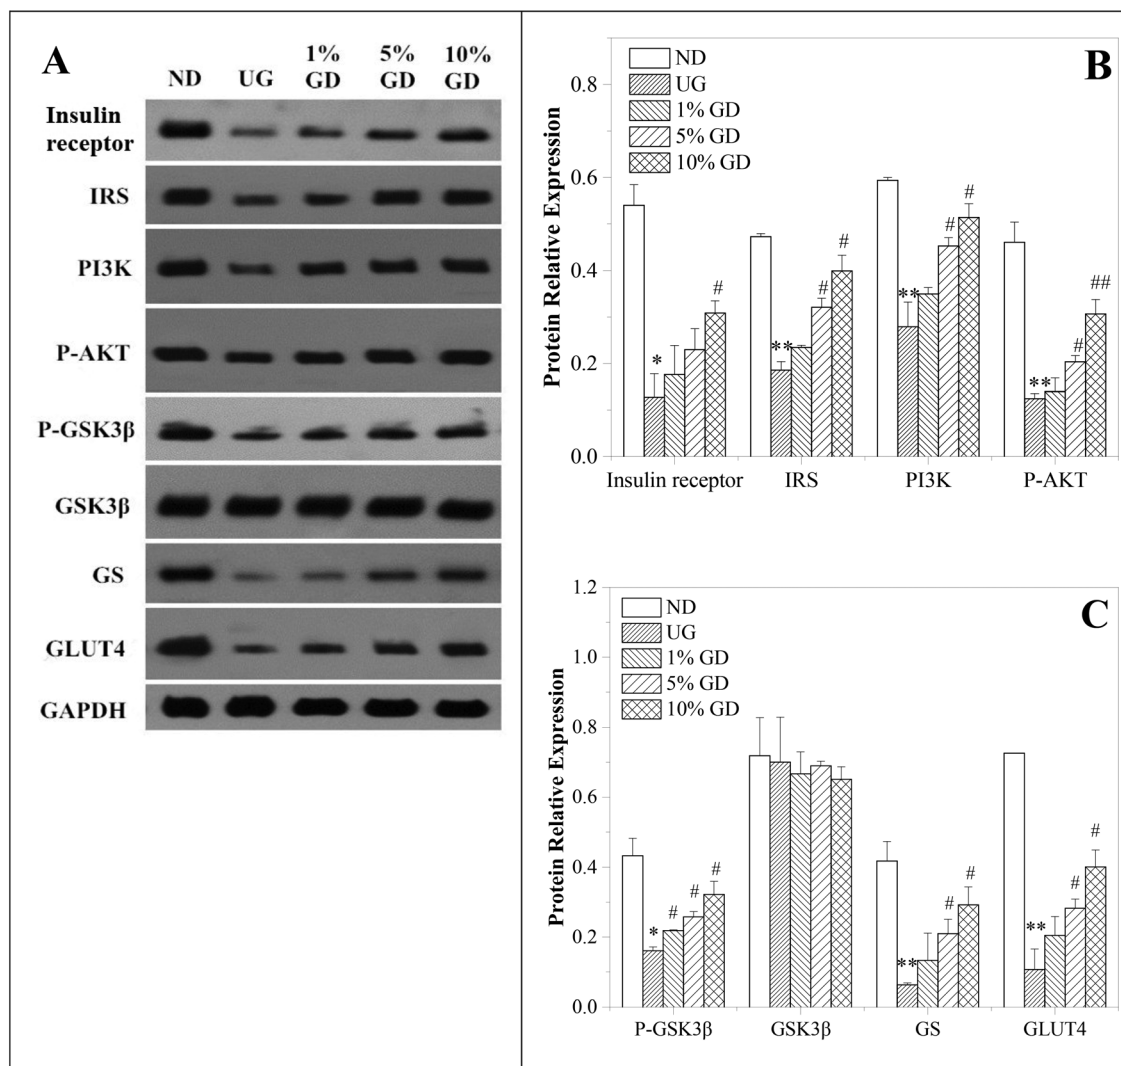 A
ND UG 1% GD 5% GD 10% GD
Insulin receptor
IRS
PI3K
P-AKT
P-GSK3β
GSK3β
GS
GLUT4
GAPDH
B
ND
UG
1% GD
5% GD
10% GD
Protein Relative Expression
0.8
0.6
0.4
0.2
0.0
* # ** # # ** # # ** # ##
Insulin receptor IRS PI3K P-AKT
C
ND
UG
1% GD
5% GD
10% GD
Protein Relative Expression
1.2
1.0
0.8
0.6
0.4
0.2
0.0
* # # # ** # # ** # #
P-GSK3β GSK3β GS GLUT4